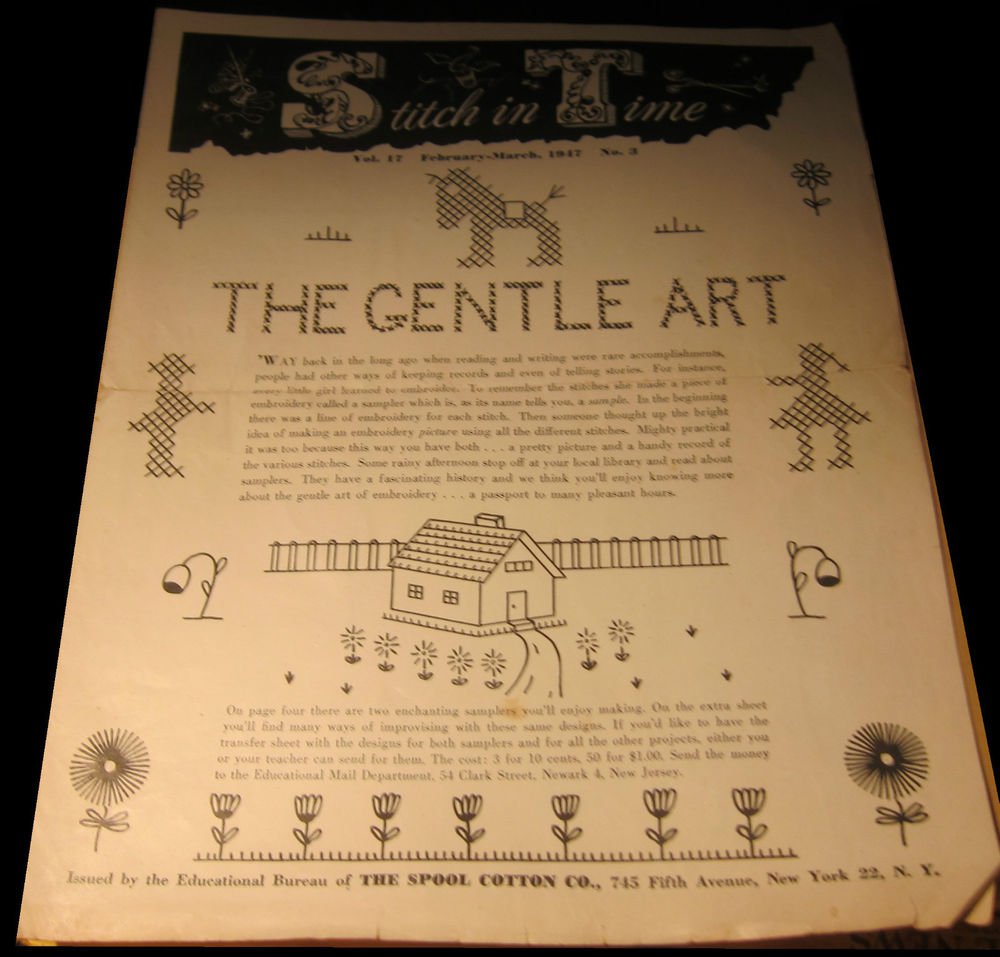 Stitch in Time
Vol. 17 February-March, 1947 No. 3
THE GENTLE ART
'WAY back in the long ago when reading and writing were rare accomplishments,
people had other ways of keeping records and even of telling stories. For instance,
every little girl learned to embroider. To remember the stitches she made a piece of
embroidery called a sampler which is, as its name tells you, a sample. In the beginning
there was a line of embroidery for each stitch. Then someone thought up the bright
idea of making an embroidery picture using all the different stitches. Mighty practical
it was too because this way you have both . . . a pretty picture and a handy record of
the various stitches. Some rainy afternoon stop off at your local library and read about
samplers. They have a fascinating history and we think you'll enjoy knowing more
about the gentle art of embroidery . . . a passport to many pleasant hours.
On page four there are two enchanting samplers you'll enjoy making. On the extra sheet
you'll find many ways of improvising with these same designs. If you'd like to have the
transfer sheet with the designs for both samplers and for all the other projects, either you
or your teacher can send for them. The cost: 3 for 10 cents, 50 for $1.00. Send the money
to the Educational Mail Department, 54 Clark Street, Newark 4, New Jersey.
Issued by the Educational Bureau of THE SPOOL COTTON CO., 745 Fifth Avenue, New York 22, N. Y.